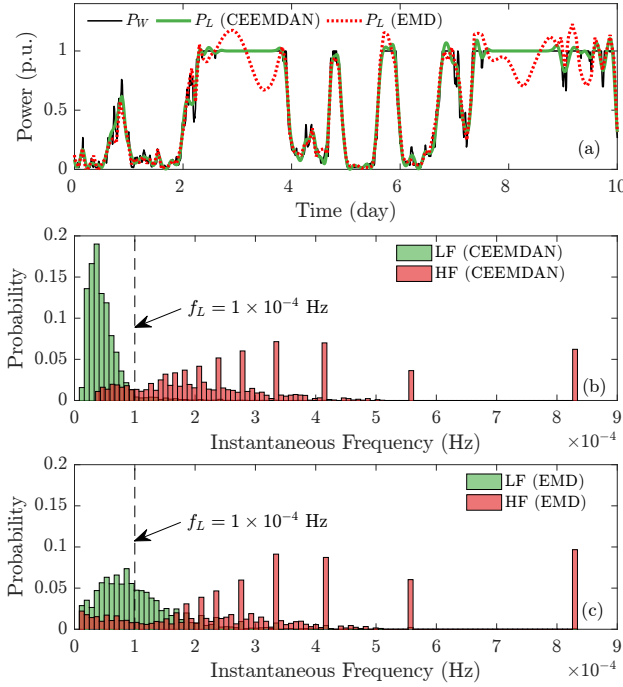 P_W P_L (CEEMDAN) P_L (EMD)
1
0.5
0
Power (p.u.)
(a)
0 2 4 6 8 10
Time (day)
0.2
0.15
0.1
0.05
0
Probability
LF (CEEMDAN)
HF (CEEMDAN)
f_L = 1 × 10⁻⁴ Hz
(b)
0 1 2 3 4 5 6 7 8 9
Instantaneous Frequency (Hz) ×10⁻⁴
0.2
0.15
0.1
0.05
0
Probability
LF (EMD)
HF (EMD)
f_L = 1 × 10⁻⁴ Hz
(c)
0 1 2 3 4 5 6 7 8 9
Instantaneous Frequency (Hz) ×10⁻⁴